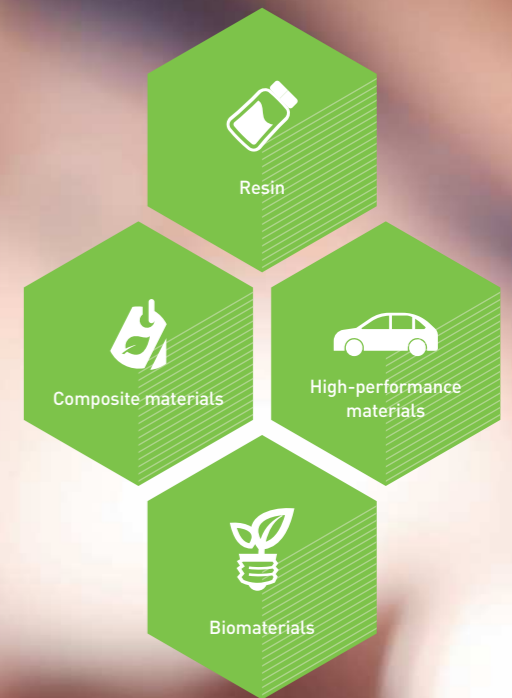 Resin
Composite materials
High-performance
materials
Biomaterials